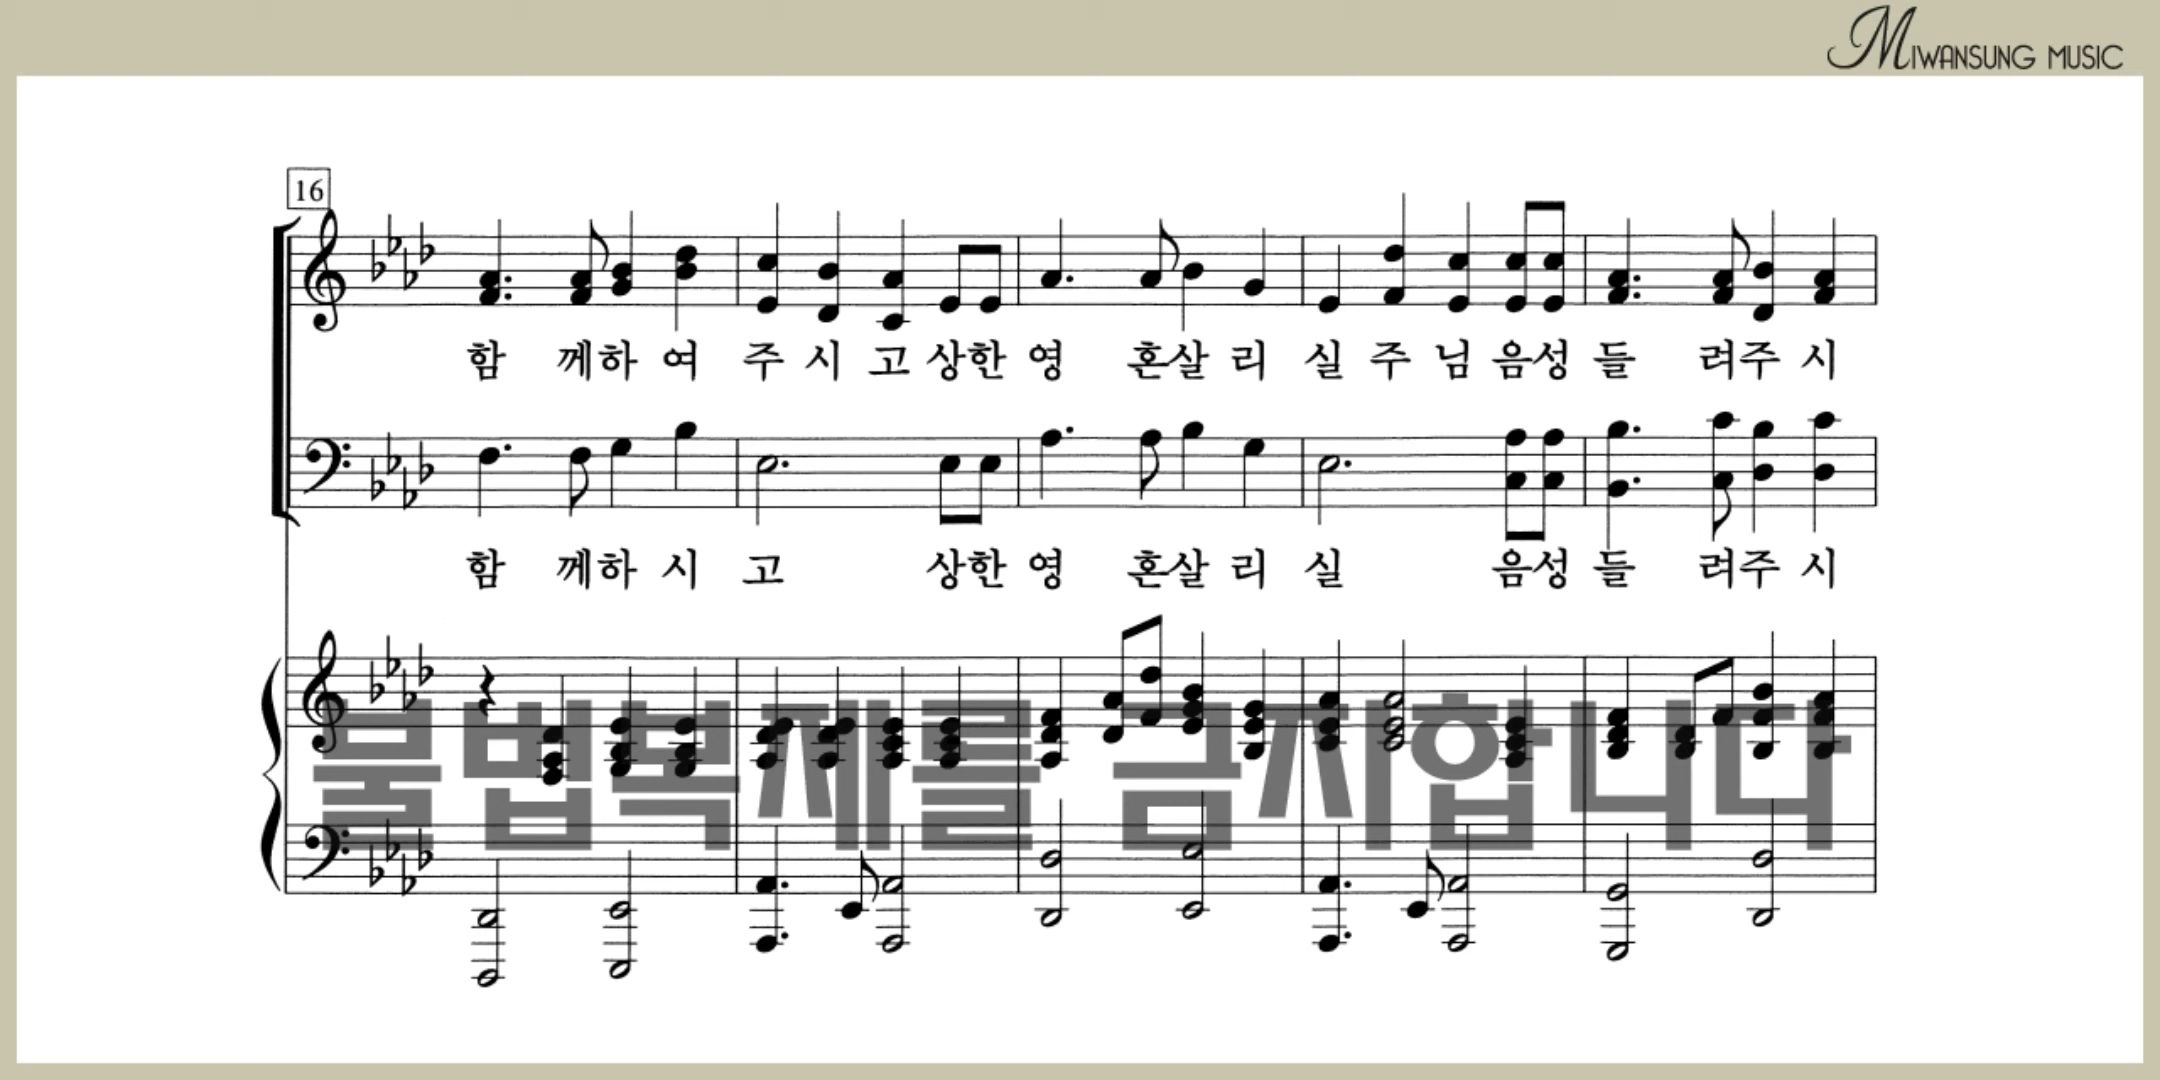 MIWANSUNG MUSIC
16
함 께하 여 주 시 고 상한 영 혼살 리 실 주 님 음성 들 려주 시
함 께하 시 고 상한 영 혼살 리 실 음성 들 려주 시
불법복제를 금지합니다